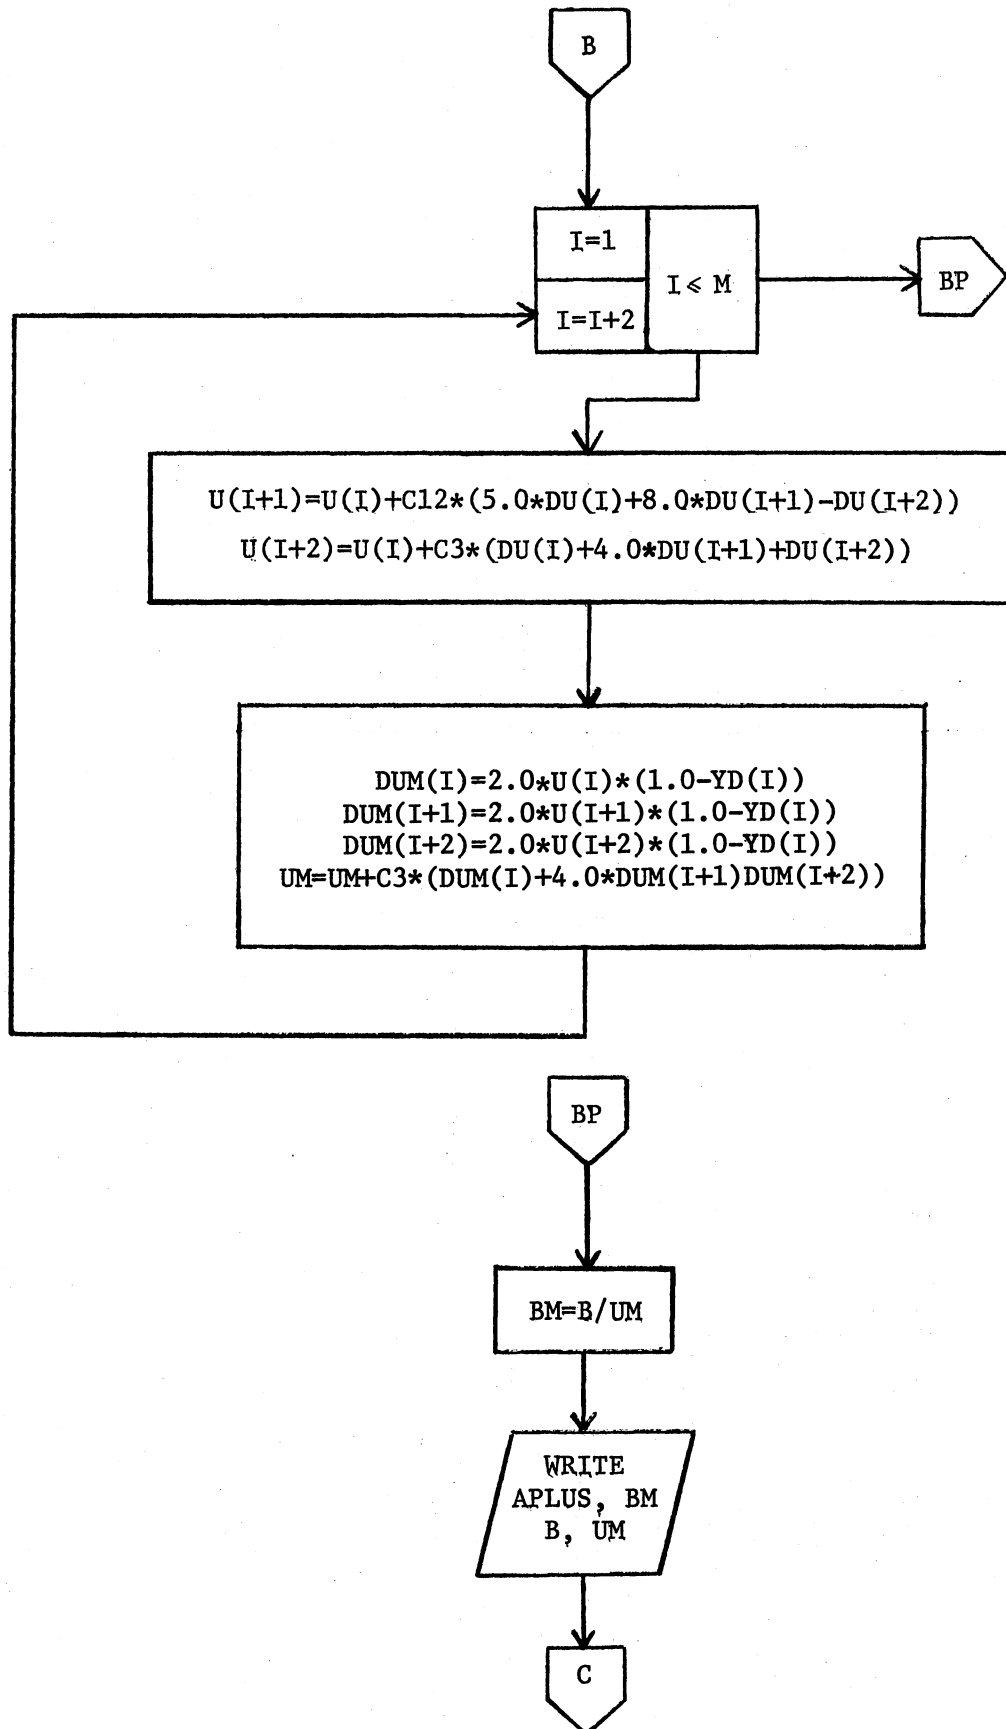 B
I=1
I≤ M
BP
I=I+2
U(I+1)=U(I)+C12*(5.0*DU(I)+8.0*DU(I+1)-DU(I+2))
U(I+2)=U(I)+C3*(DU(I)+4.0*DU(I+1)+DU(I+2))
DUM(I)=2.0*U(I)*(1.0-YD(I))
DUM(I+1)=2.0*U(I+1)*(1.0-YD(I))
DUM(I+2)=2.0*U(I+2)*(1.0-YD(I))
UM=UM+C3*(DUM(I)+4.0*DUM(I+1)DUM(I+2))
BP
BM=B/UM
WRITE
APLUS, BM
B, UM
C